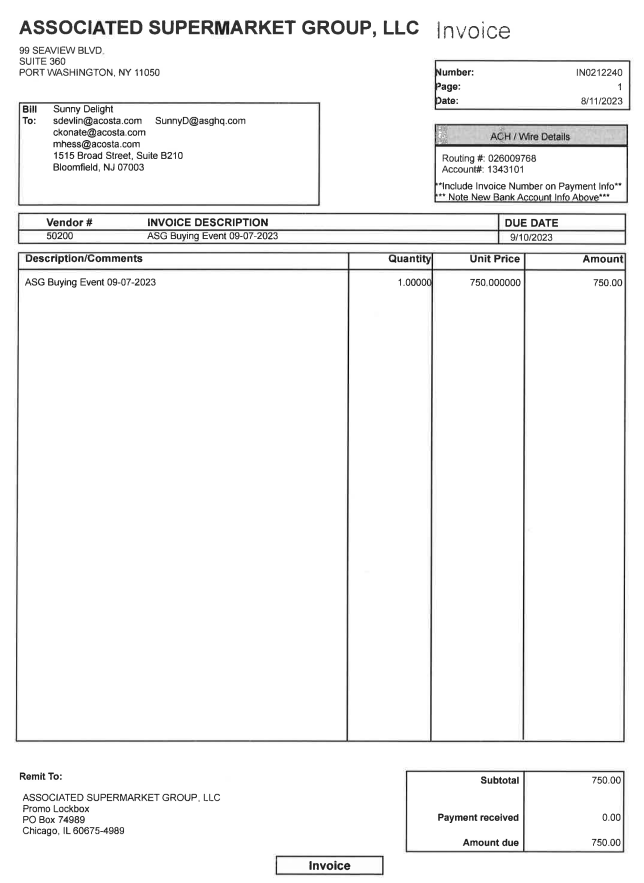 ASSOCIATED SUPERMARKET GROUP, LLC Invoice
99 SEAVIEW BLVD.
SUITE 360
PORT WASHINGTON, NY 11050
Number: IN0212240
Page: 1
Date: 8/11/2023
Bill To:
Sunny Delight
sdevlin@acosta.com SunnyD@asghq.com
ckonate@acosta.com
mhess@acosta.com
1515 Broad Street, Suite B210
Bloomfield, NJ 07003
ACH / Wire Details
Routing #: 026009768
Account#: 1343101
**Include Invoice Number on Payment Info**
*** Note New Bank Account Info Above***
Vendor # INVOICE DESCRIPTION DUE DATE
50200 ASG Buying Event 09-07-2023 9/10/2023
Description/Comments Quantity Unit Price Amount
ASG Buying Event 09-07-2023 1.00000 750.000000 750.00
Remit To:
ASSOCIATED SUPERMARKET GROUP, LLC
Promo Lockbox
PO Box 74989
Chicago, IL 60675-4989
Subtotal 750.00
Payment received 0.00
Amount due 750.00
Invoice